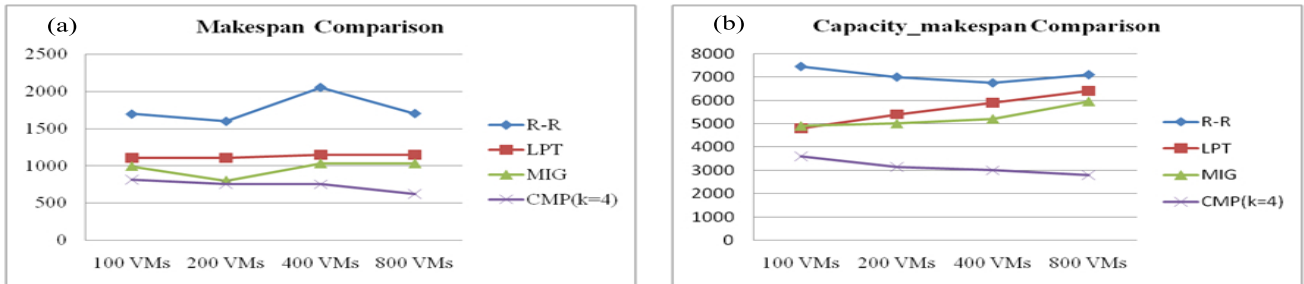 (a) Makespan Comparison
2500
2000
1500
1000
500
0
100 VMs 200 VMs 400 VMs 800 VMs
R-R
LPT
MIG
CMP(k=4)
(b) Capacity_makespan Comparison
8000
7000
6000
5000
4000
3000
2000
1000
0
100 VMs 200 VMs 400 VMs 800 VMs
R-R
LPT
MIG
CMP(k=4)